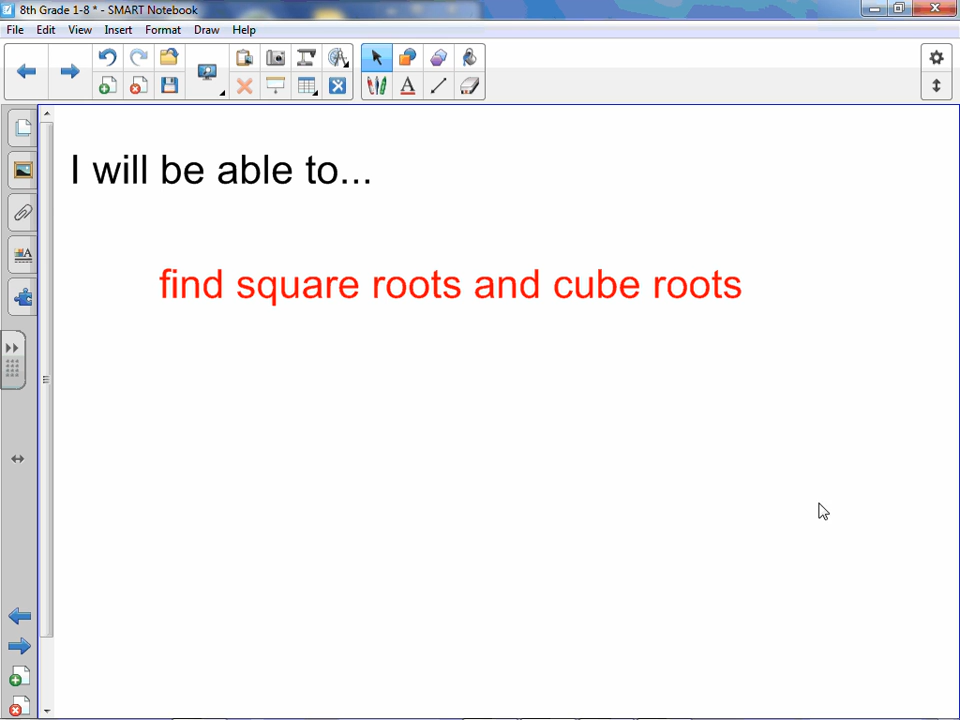 8th Grade 1-8 * - SMART Notebook
File Edit View Insert Format Draw Help
I will be able to...
find square roots and cube roots